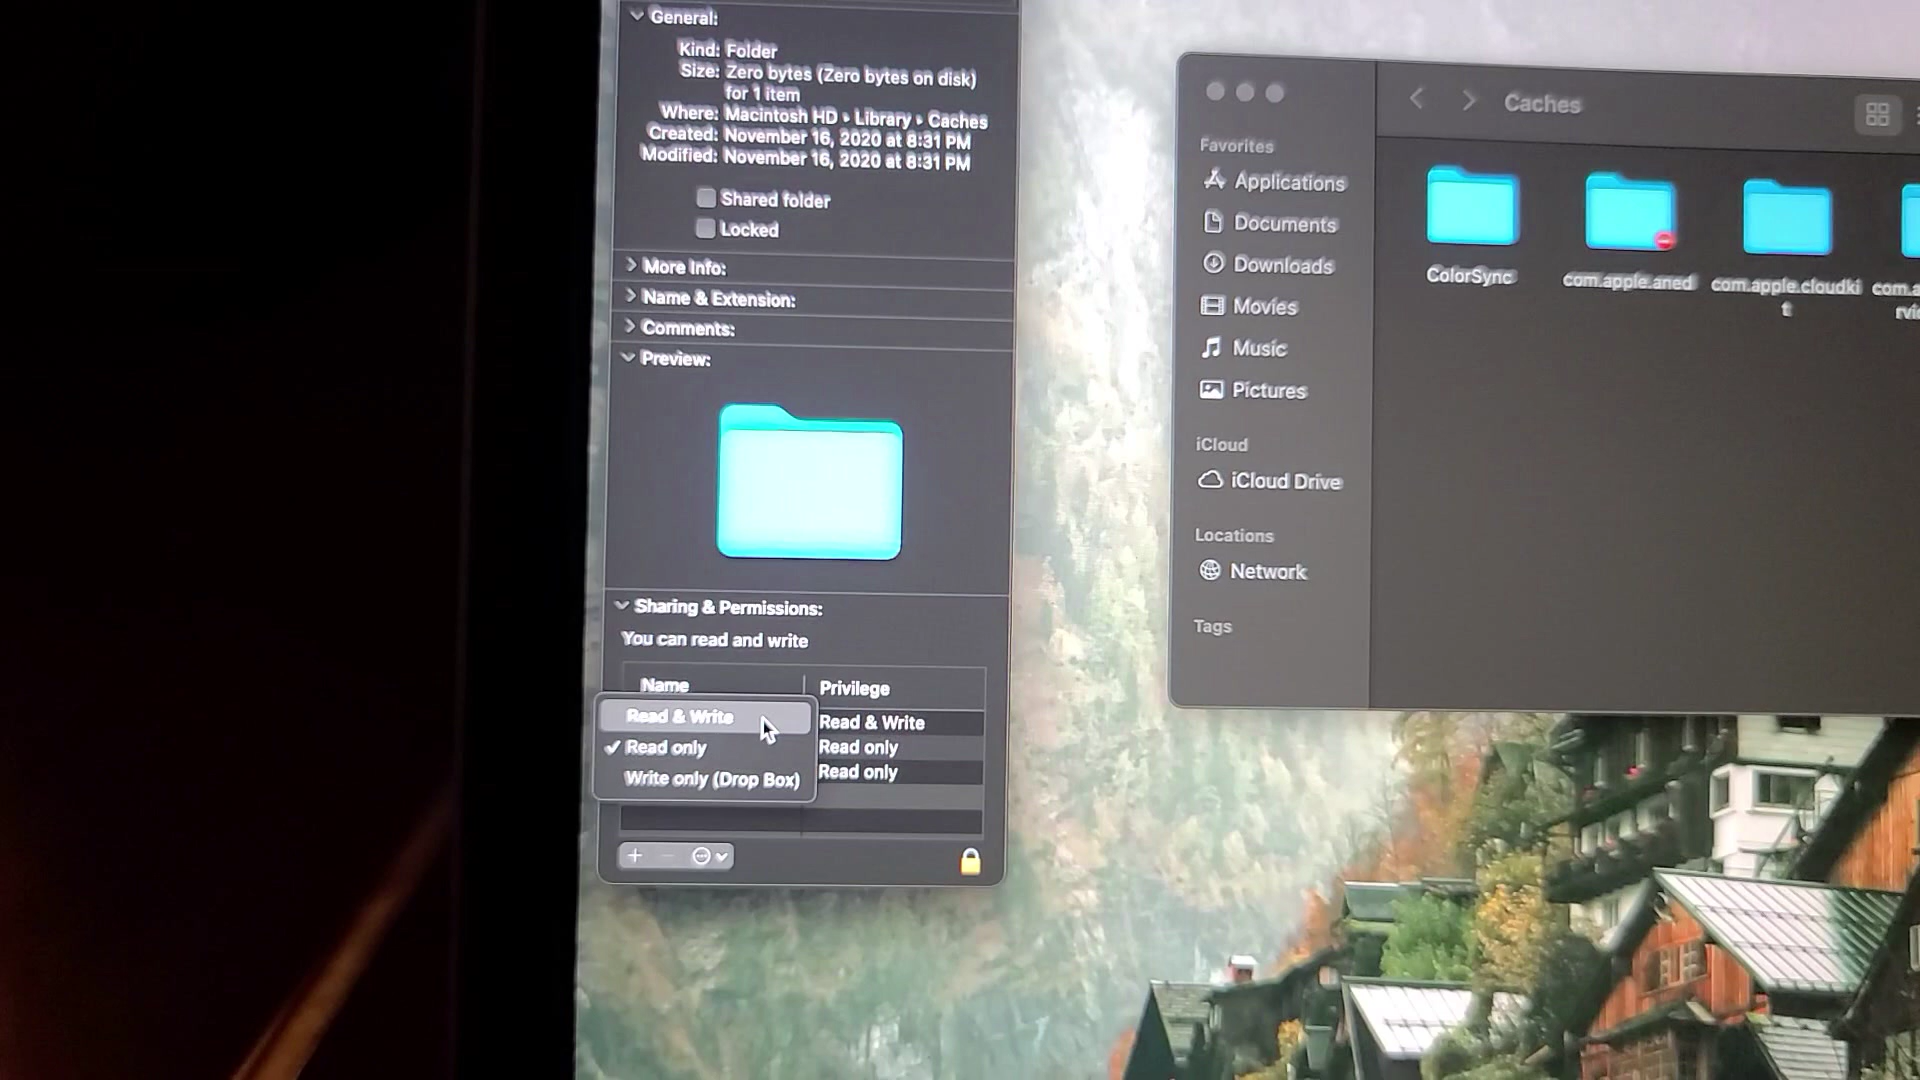 General:
Kind: Folder
Size: Zero bytes (Zero bytes on disk)
for 1 item
Where: Macintosh HD ▸ Library ▸ Caches
Created: November 16, 2020 at 8:31 PM
Modified: November 16, 2020 at 8:31 PM
Shared folder
Locked
More Info:
Name & Extension:
Comments:
Preview:
Sharing & Permissions:
You can read and write
Name Privilege
Read & Write
Read only
Write only (Drop Box)
Read & Write
Read only
Read only
Caches
Favorites
Applications
Documents
Downloads
Movies
Music
Pictures
iCloud
iCloud Drive
Locations
Network
Tags
ColorSync
com.apple.aned
com.apple.cloudki
t